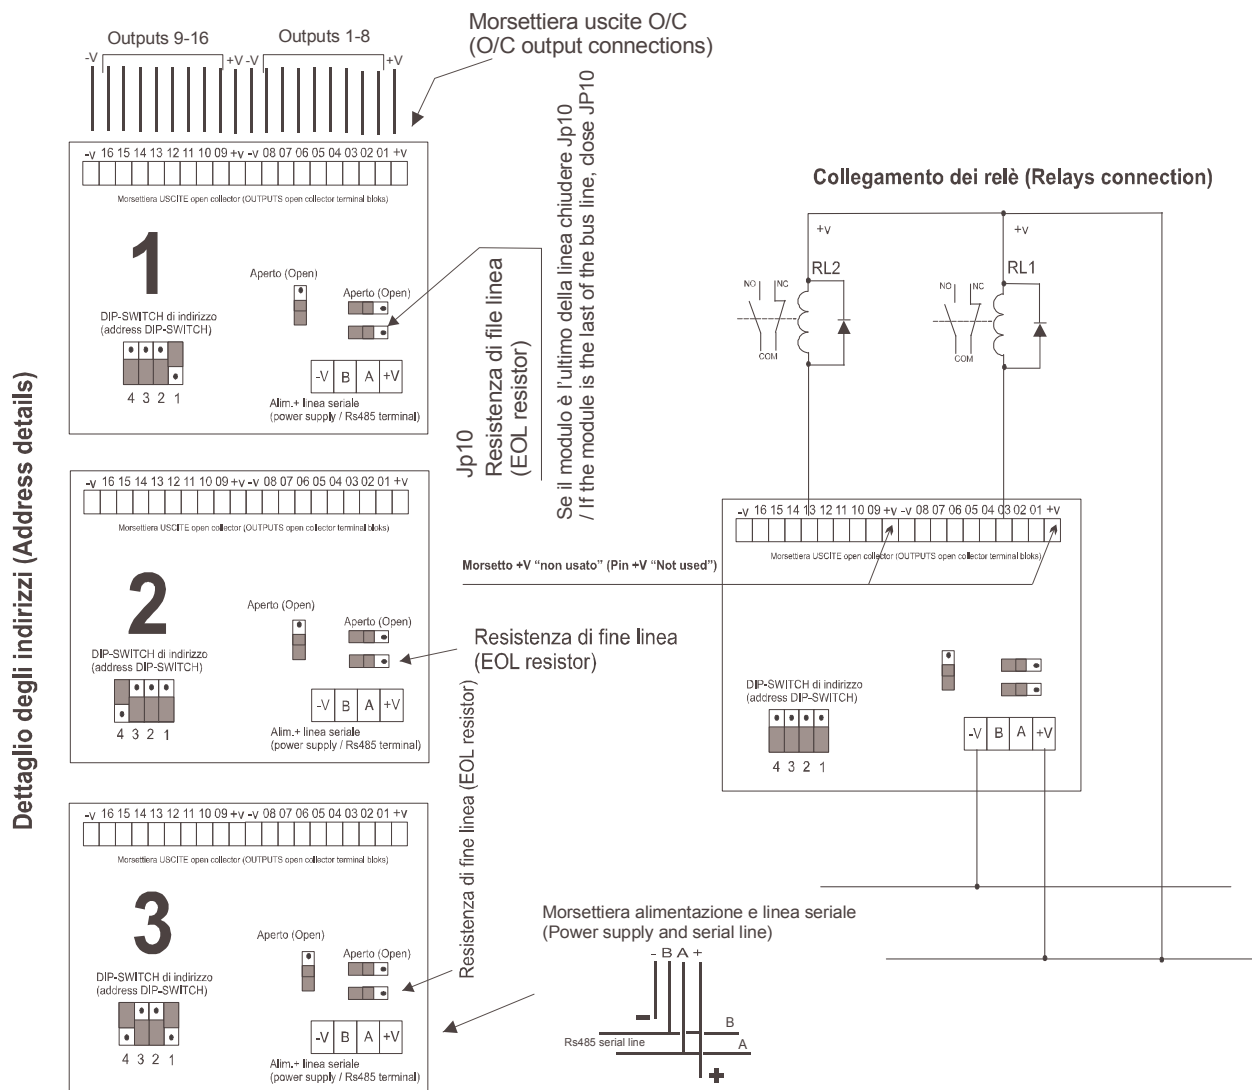 Morsettiera uscite O/C
(O/C output connections)
Outputs 9-16
Outputs 1-8
-V
+V -V
+V
-v 16 15 14 13 12 11 10 09 +v -v 08 07 06 05 04 03 02 01 +v
Morsettiera USCITE open collector (OUTPUTS open collector terminal bloks)
1
Aperto (Open)
Aperto (Open)
DIP-SWITCH di indirizzo
(address DIP-SWITCH)
4 3 2 1
-V B A +V
Alim.+ linea seriale
(power supply / Rs485 terminal)
Jp10
Resistenza di file linea
(EOL resistor)
Se il modulo è l'ultimo della linea chiudere Jp10
/ If the module is the last of the bus line, dose JP10
Dettaglio degli indirizzi (Address details)
-v 16 15 14 13 12 11 10 09 +v -v 08 07 06 05 04 03 02 01 +v
Morsettiera USCITE open collector (OUTPUTS open collector terminal bloks)
2
Aperto (Open)
Aperto (Open)
DIP-SWITCH di indirizzo
(address DIP-SWITCH)
4 3 2 1
-V B A +V
Alim.+ linea seriale
(power supply / Rs485 terminal)
Resistenza di fine linea
(EOL resistor)
Resistenza di fine linea (EOL resistor)
-v 16 15 14 13 12 11 10 09 +v -v 08 07 06 05 04 03 02 01 +v
Morsettiera USCITE open collector (OUTPUTS open collector terminal bloks)
3
Aperto (Open)
Aperto (Open)
DIP-SWITCH di indirizzo
(address DIP-SWITCH)
4 3 2 1
-V B A +V
Alim.+ linea seriale
(power supply / Rs485 terminal)
Collegamento dei relè (Relays connection)
+v
+v
RL2
RL1
NO NC
NO NC
COM
COM
-v 16 15 14 13 12 11 10 09 +v -v 08 07 06 05 04 03 02 01 +v
Morsettiera USCITE open collector (OUTPUTS open collector terminal bloks)
Morsetto +V “non usato” (Pin +V “Not used”)
DIP-SWITCH di indirizzo
(address DIP-SWITCH)
4 3 2 1
-V B A +V
Morsettiera alimentazione e linea seriale
(Power supply and serial line)
- B A +
B
Rs485 serial line
A
+